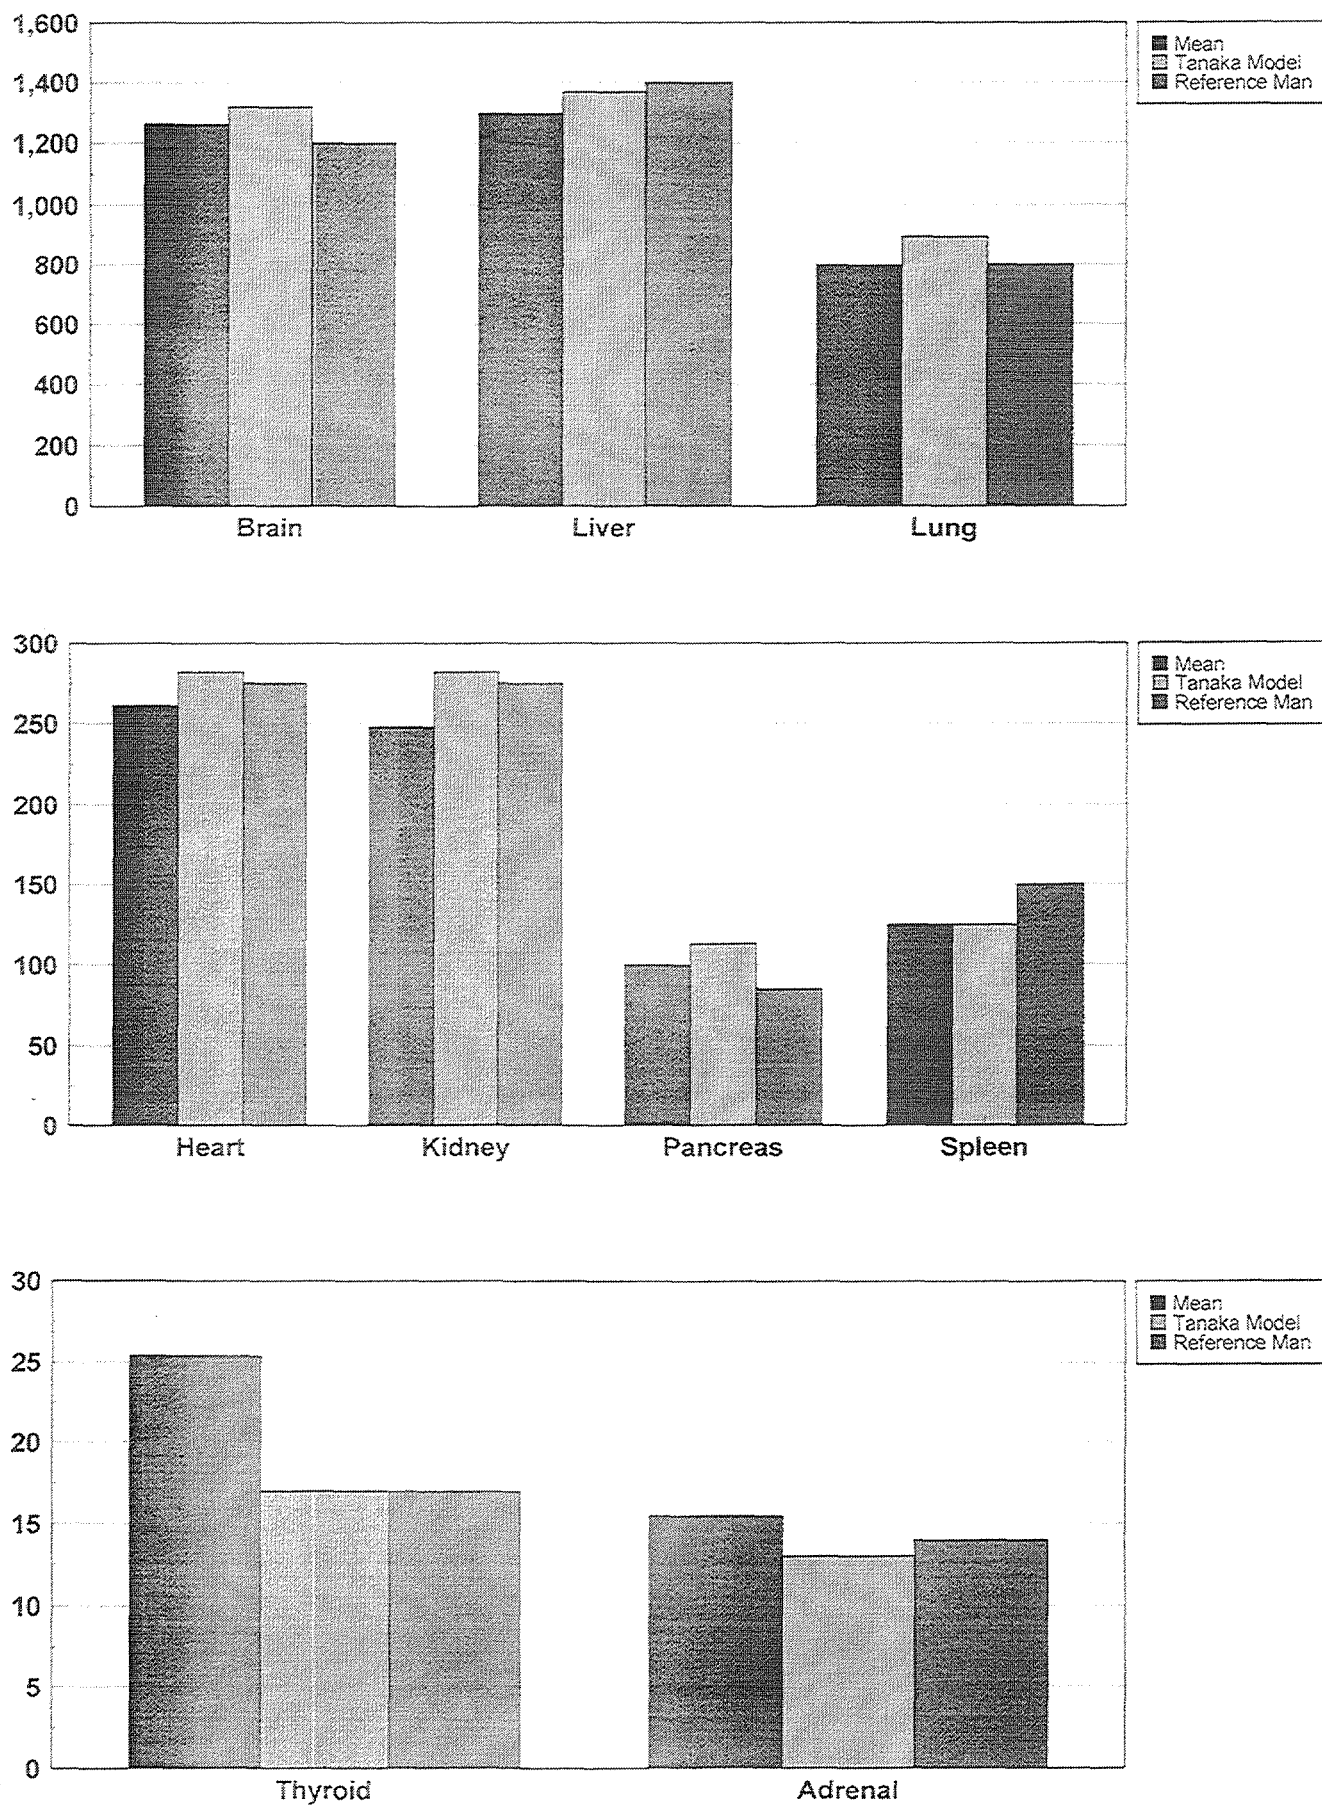 1,600
1,400
1,200
1,000
800
600
400
200
0
Brain Liver Lung
Mean
Tanaka Model
Reference Man
300
250
200
150
100
50
0
Heart Kidney Pancreas Spleen
Mean
Tanaka Model
Reference Man
30
25
20
15
10
5
0
Thyroid Adrenal
Mean
Tanaka Model
Reference Man